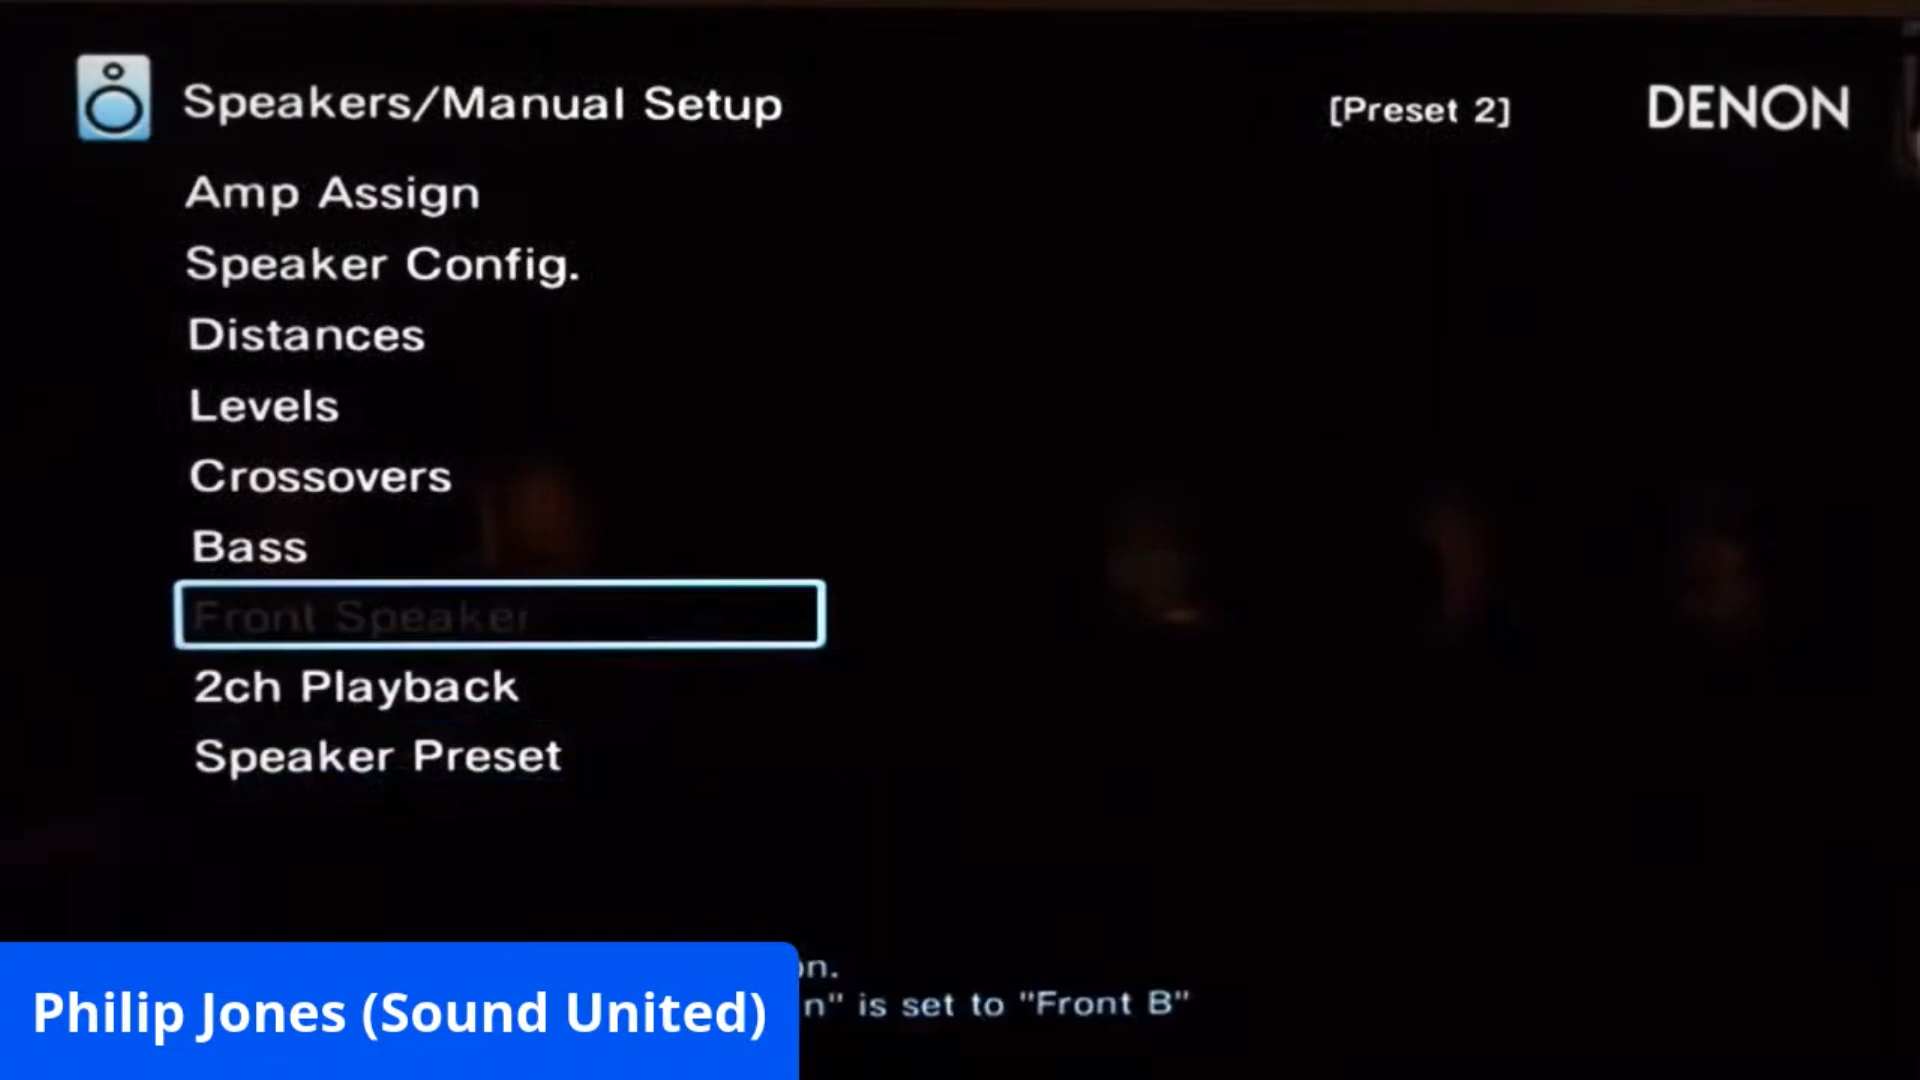 Speakers/Manual Setup
[Preset 2]
DENON
Amp Assign
Speaker Config.
Distances
Levels
Crossovers
Bass
Front Speaker
2ch Playback
Speaker Preset
n.
n" is set to "Front B"
Philip Jones (Sound United)